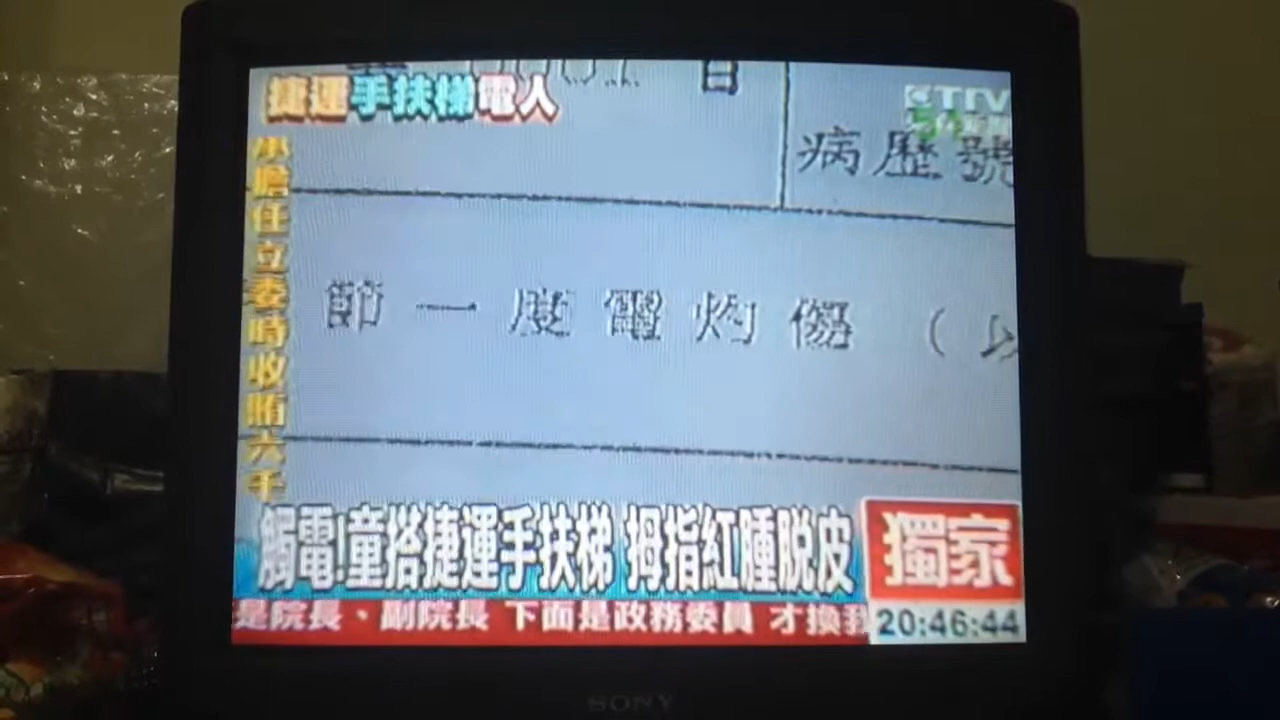 捷運手扶梯電人
日
病歷號
節一度電灼傷(以
擔任立委時收賄六千
觸電!童搭捷運手扶梯 拇指紅腫脫皮
獨家
是院長、副院長 下面是政務委員 才換我
20:46:44
SONY